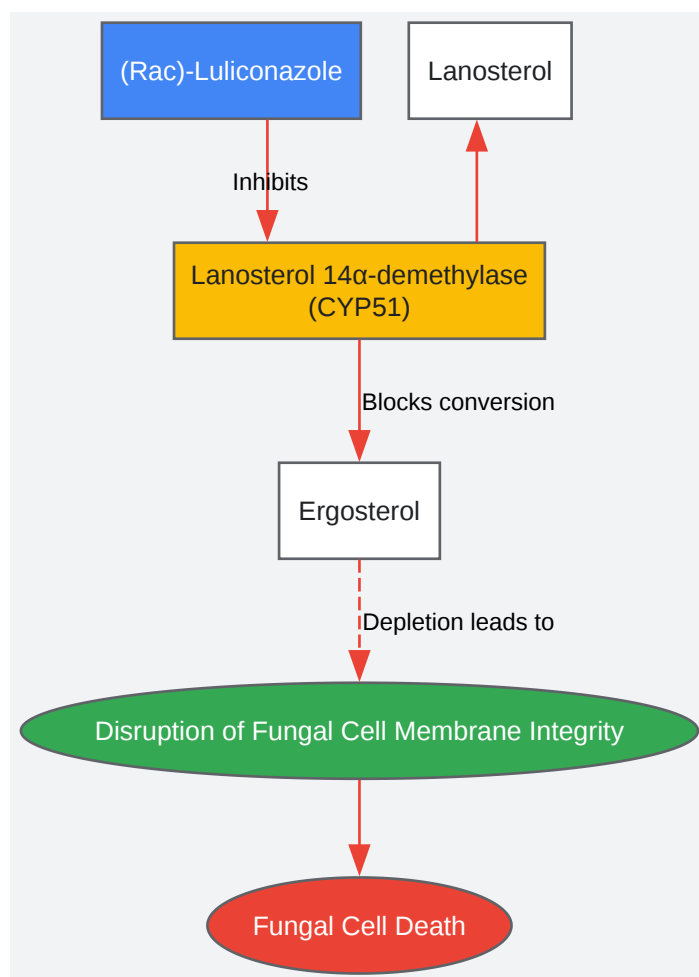 (Rac)-Luliconazole
Lanosterol
Inhibits
Lanosterol 14α-demethylase
(CYP51)
Blocks conversion
Ergosterol
Depletion leads to
Disruption of Fungal Cell Membrane Integrity
Fungal Cell Death